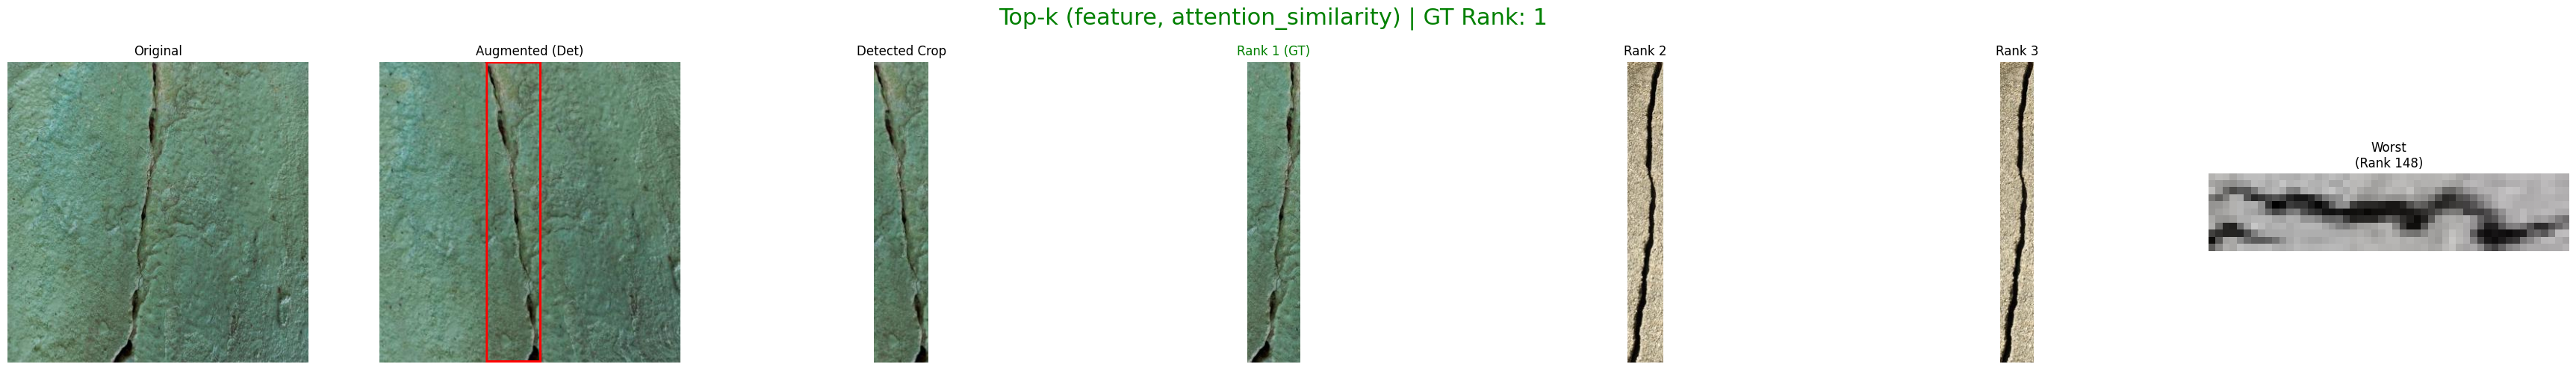 Top-k (feature, attention_similarity) | GT Rank: 1
Original
Augmented (Det)
Detected Crop
Rank 1 (GT)
Rank 2
Rank 3
Worst
(Rank 148)